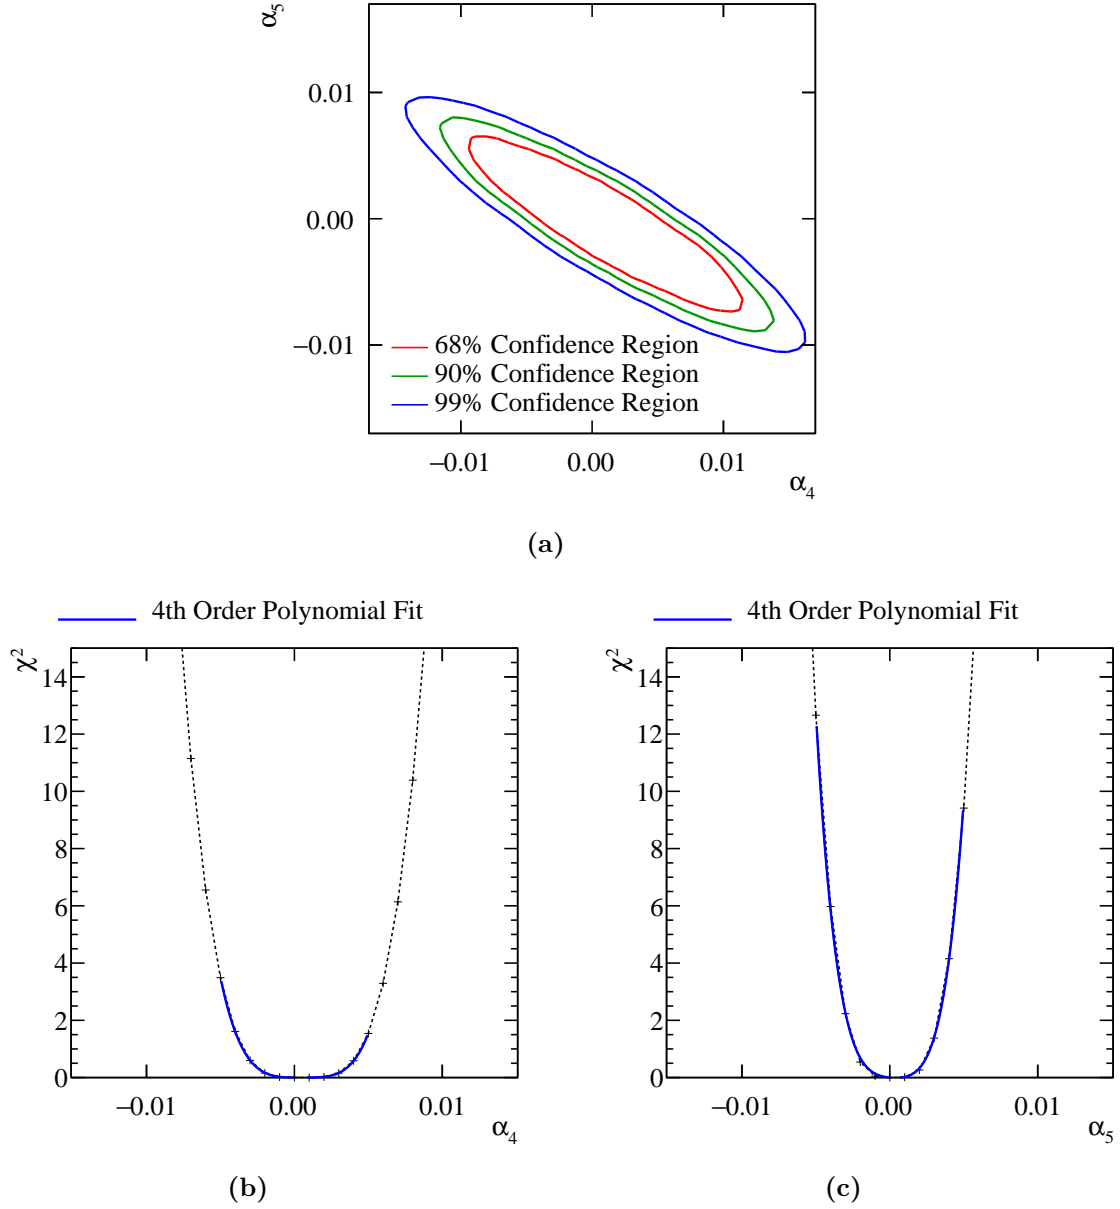 α5
0.01
0.00
−0.01
68% Confidence Region
90% Confidence Region
99% Confidence Region
−0.01 0.00 0.01
α4
(a)
4th Order Polynomial Fit
χ2
14
12
10
8
6
4
2
0
−0.01 0.00 0.01
α4
(b)
4th Order Polynomial Fit
χ2
14
12
10
8
6
4
2
0
−0.01 0.00 0.01
α5
(c)